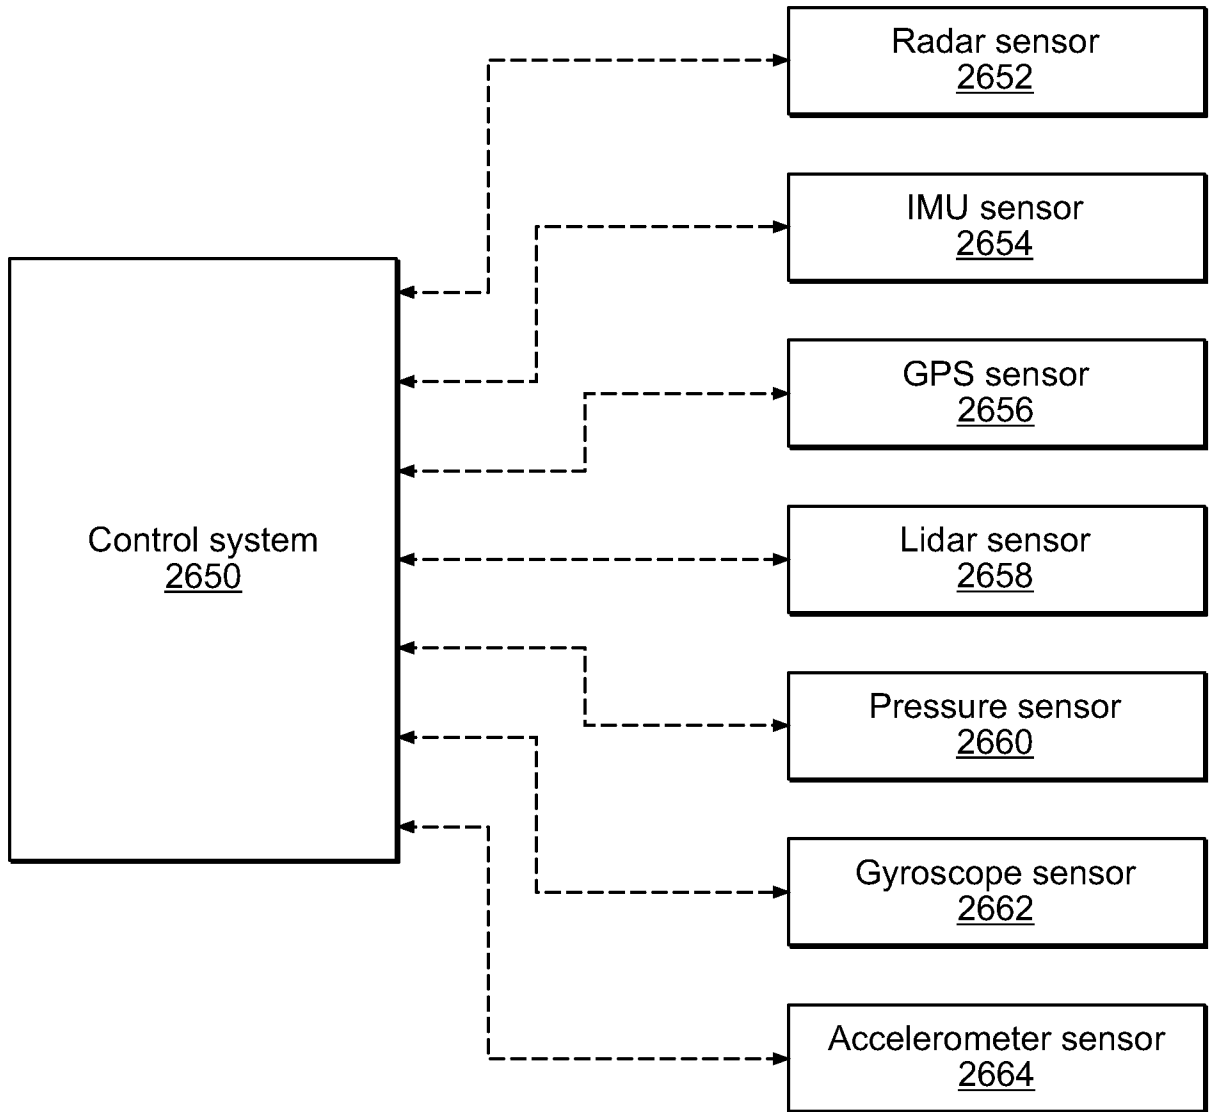 Radar sensor
2652
IMU sensor
2654
GPS sensor
2656
Control system
2650
Lidar sensor
2658
Pressure sensor
2660
Gyroscope sensor
2662
Accelerometer sensor
2664